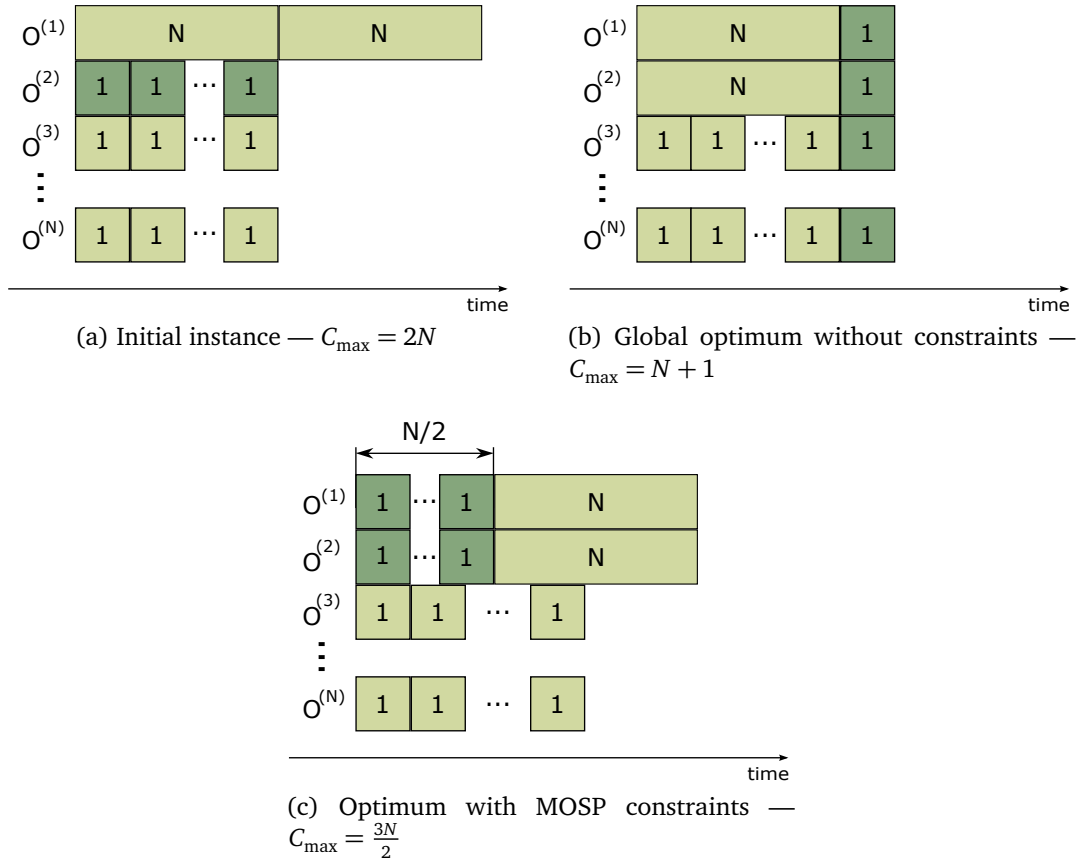 O(1) N N
O(2) 1 1 ... 1
O(3) 1 1 ... 1
O(N) 1 1 ... 1
time
(a) Initial instance — Cmax = 2N
O(1) N 1
O(2) N 1
O(3) 1 1 ... 1 1
O(N) 1 1 ... 1 1
time
(b) Global optimum without constraints —
Cmax = N + 1
N/2
O(1) 1 ... 1 N
O(2) 1 ... 1 N
O(3) 1 1 ... 1
O(N) 1 1 ... 1
time
(c) Optimum with MOSP constraints —
Cmax = 3N/2